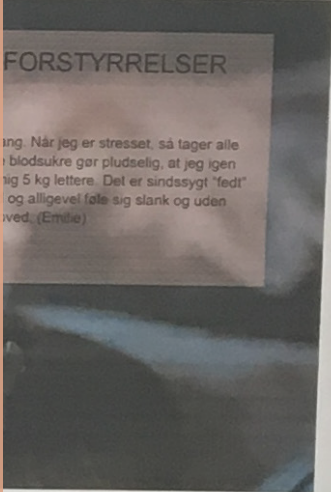 FORSTYRRELSER
ang. Når jeg er stresset, så tager alle
blodsukre gør pludselig, at jeg igen
mig 5 kg lettere. Det er sindssygt "fedt"
og alligevel føle sig slank og uden
(Emilie)